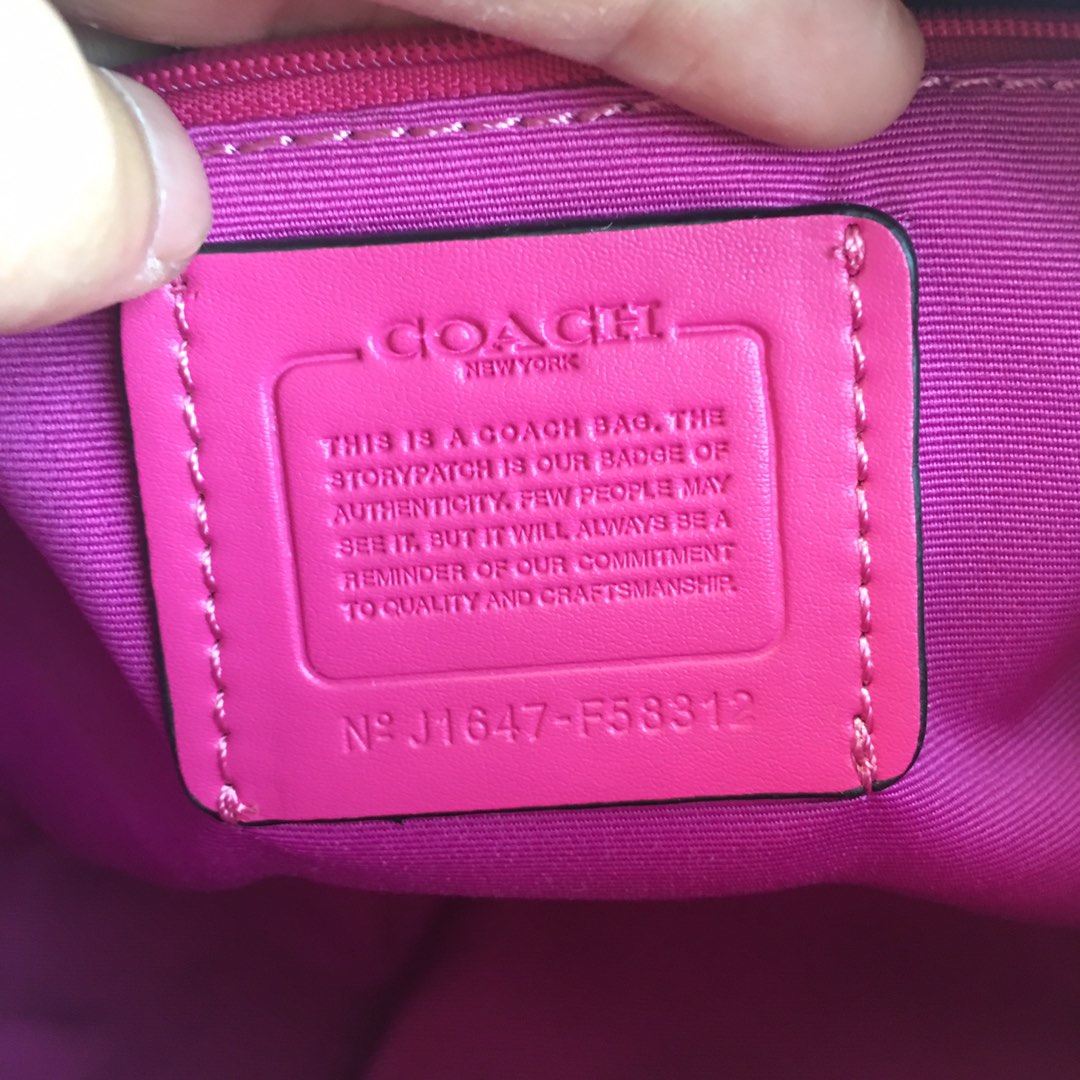 COACH
NEW YORK
THIS IS A COACH BAG. THE
STORYPATCH IS OUR BADGE OF
AUTHENTICITY. FEW PEOPLE MAY
SEE IT. BUT IT WILL ALWAYS BE A
REMINDER OF OUR COMMITMENT
TO QUALITY AND CRAFTSMANSHIP.
Nº J1647-F58312